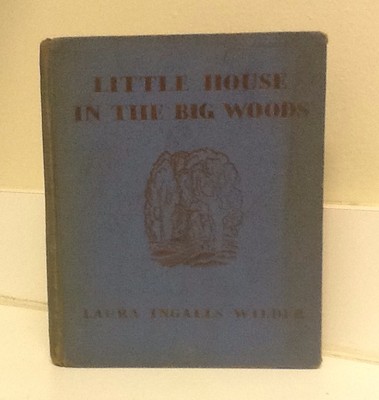 LITTLE HOUSE
IN THE BIG WOODS
LAURA INGALLS WILDER